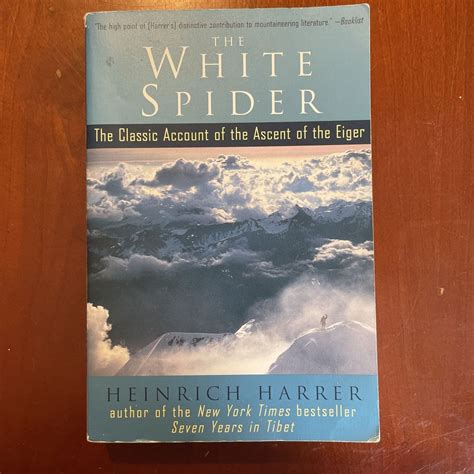 "The high point of [Harrer's] distinctive contribution to mountaineering literature." —Booklist
THE
WHITE
SPIDER
The Classic Account of the Ascent of the Eiger
HEINRICH HARRER
author of the New York Times bestseller
Seven Years in Tibet